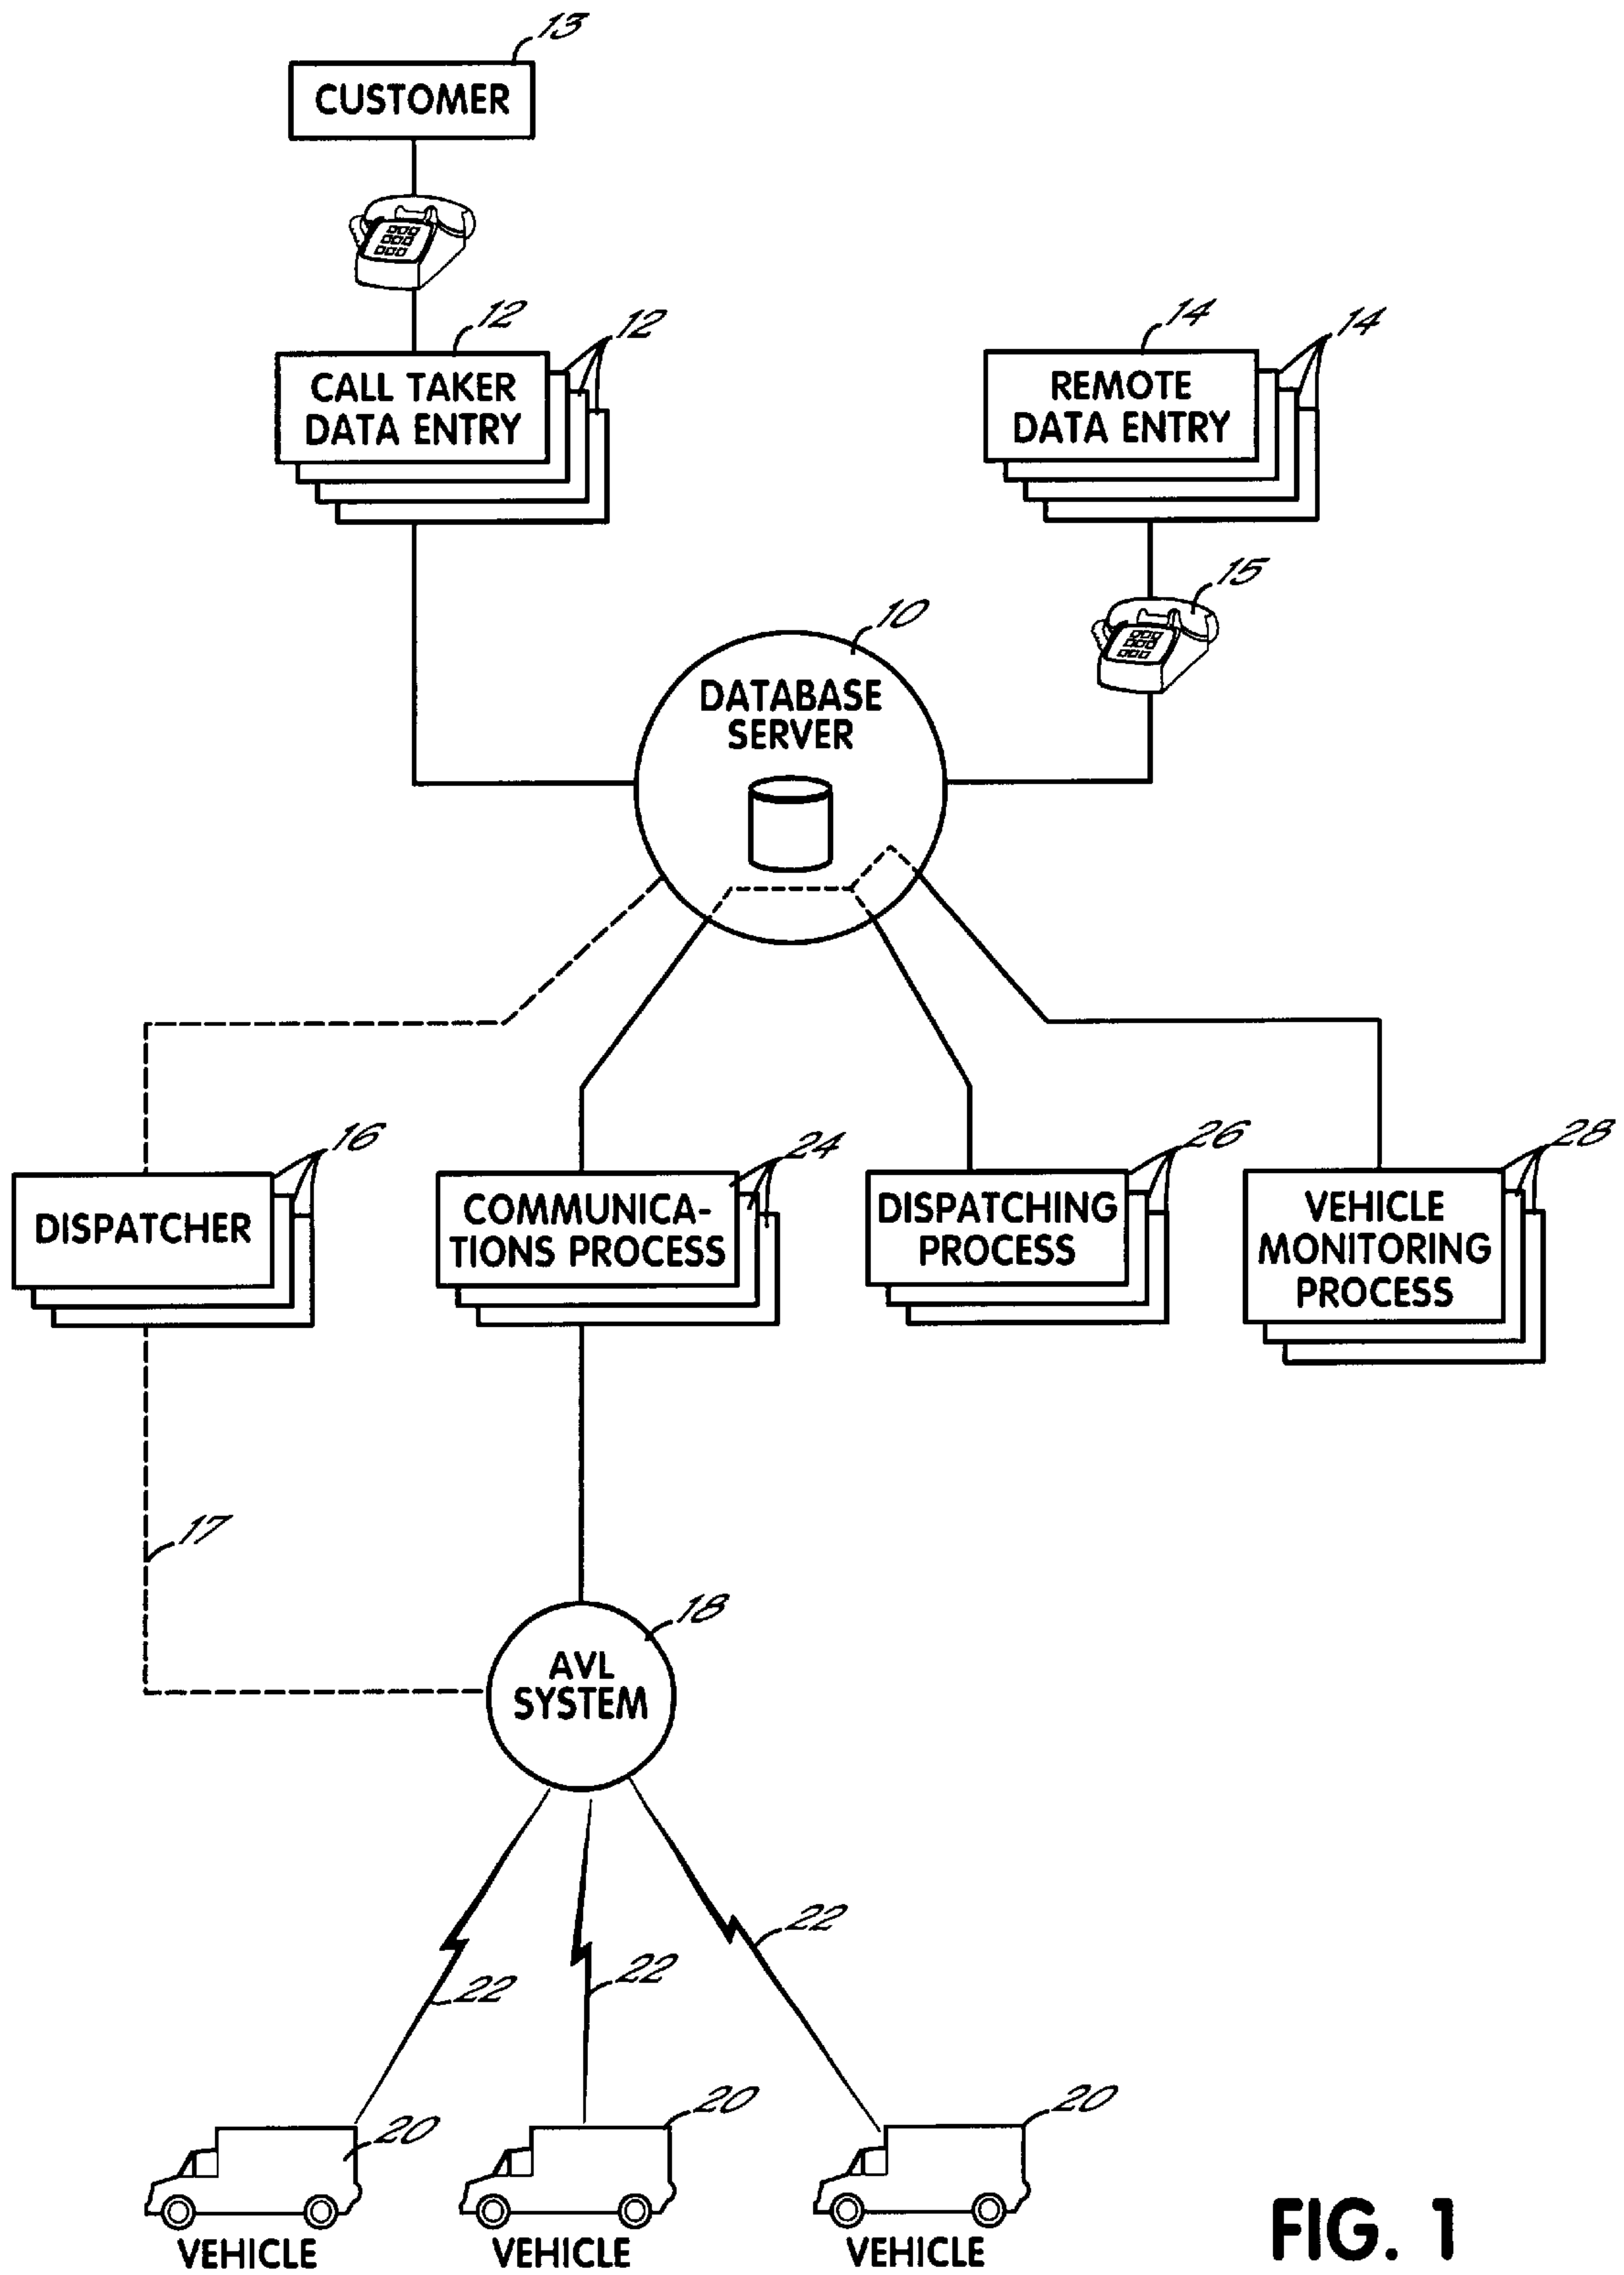 13
CUSTOMER
12
12
CALL TAKER
DATA ENTRY
14
14
REMOTE
DATA ENTRY
15
10
DATABASE
SERVER
16
DISPATCHER
24
COMMUNICA-
TIONS PROCESS
26
DISPATCHING
PROCESS
28
VEHICLE
MONITORING
PROCESS
17
18
AVL
SYSTEM
22
22
22
20
20
20
VEHICLE
VEHICLE
VEHICLE
FIG. 1